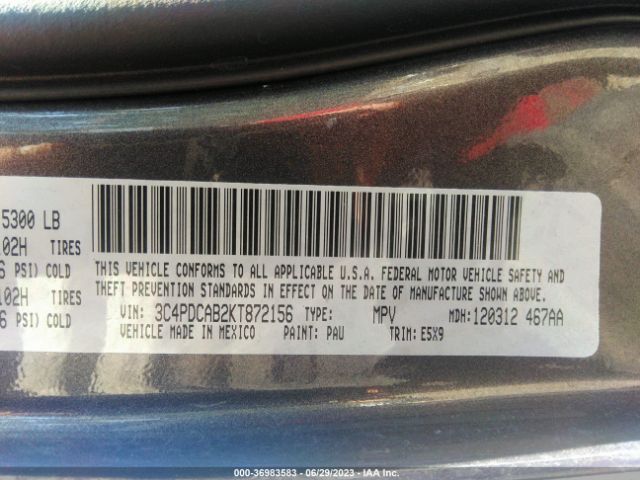 5300 LB
102H TIRES
6 PSI) COLD
102H TIRES
6 PSI) COLD
THIS VEHICLE CONFORMS TO ALL APPLICABLE U.S.A. FEDERAL MOTOR VEHICLE SAFETY AND
THEFT PREVENTION STANDARDS IN EFFECT ON THE DATE OF MANUFACTURE SHOWN ABOVE.
VIN: 3C4PDCAB2KT872156 TYPE: MPV MDH: 120312 467AA
VEHICLE MADE IN MEXICO PAINT: PAU TRIM: E5X9
000-36983583 - 06/29/2023 - IAA Inc.